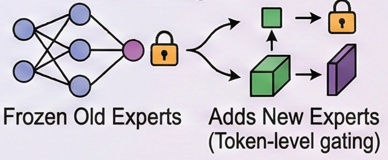 Frozen Old Experts
Adds New Experts
(Token-level gating)